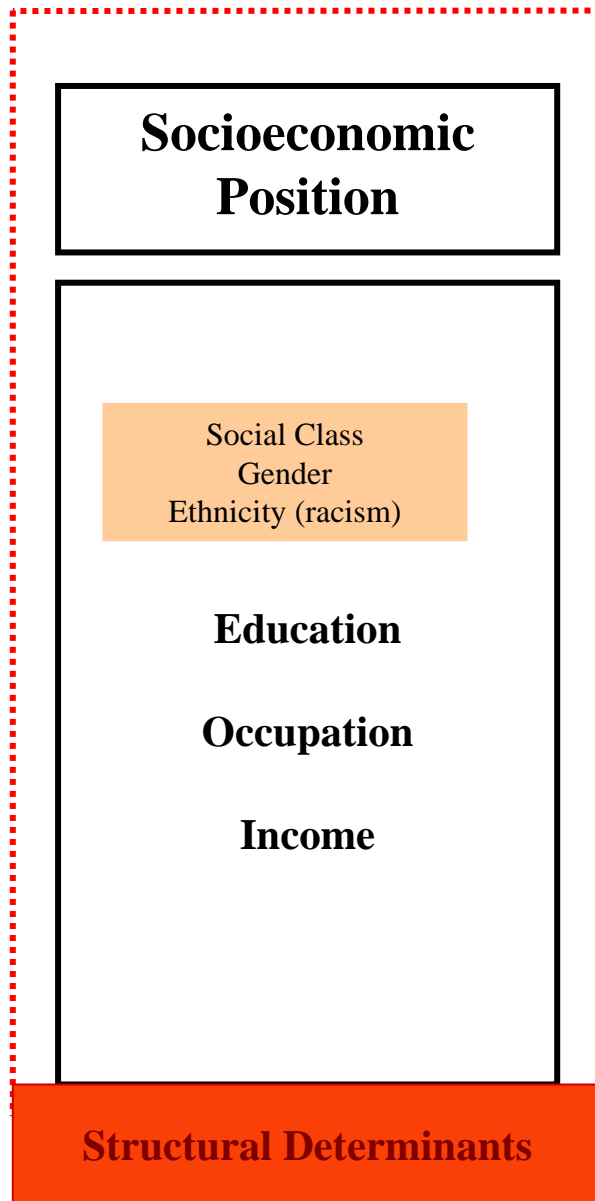 Socioeconomic
Position
Social Class
Gender
Ethnicity (racism)
Education
Occupation
Income
Structural Determinants